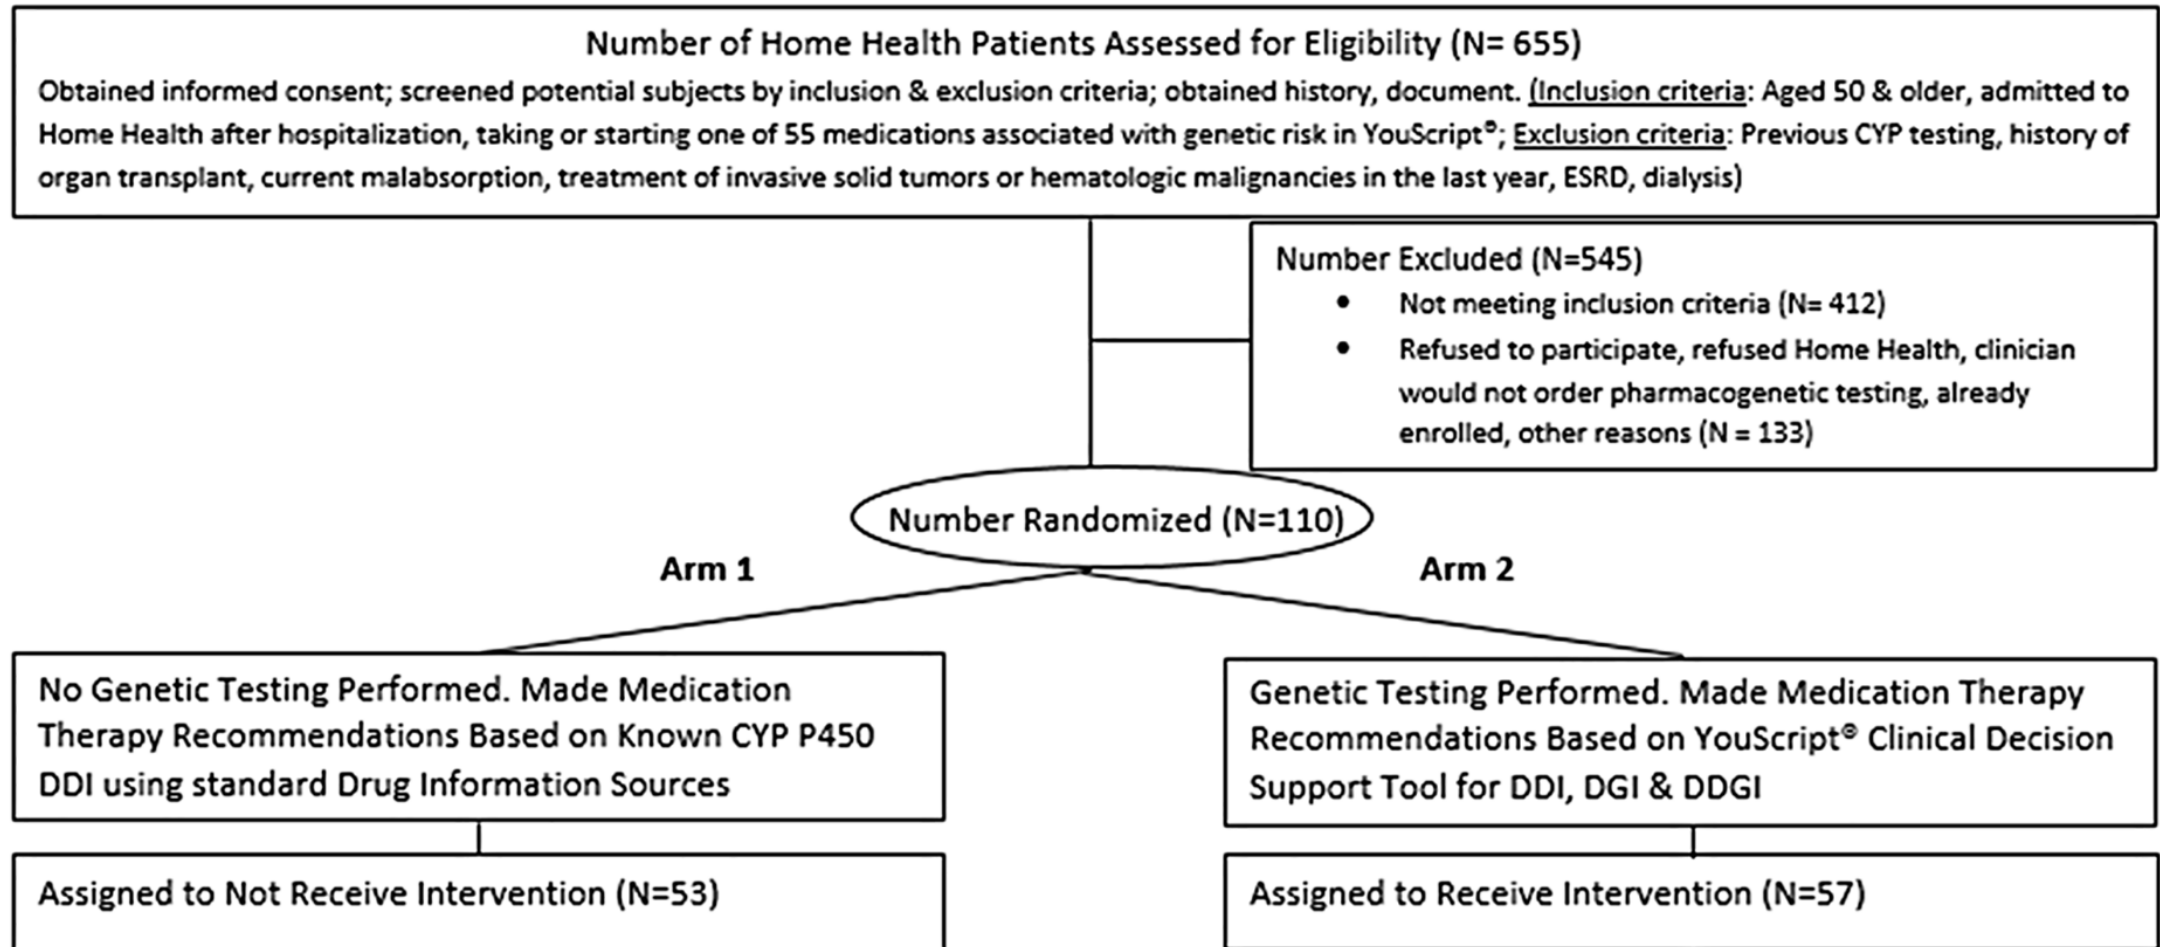 Number of Home Health Patients Assessed for Eligibility (N= 655)
Obtained informed consent; screened potential subjects by inclusion & exclusion criteria; obtained history, document. (Inclusion criteria: Aged 50 & older, admitted to
Home Health after hospitalization, taking or starting one of 55 medications associated with genetic risk in YouScript®; Exclusion criteria: Previous CYP testing, history of
organ transplant, current malabsorption, treatment of invasive solid tumors or hematologic malignancies in the last year, ESRD, dialysis)
Number Excluded (N=545)
• Not meeting inclusion criteria (N= 412)
• Refused to participate, refused Home Health, clinician
would not order pharmacogenetic testing, already
enrolled, other reasons (N = 133)
Number Randomized (N=110)
Arm 1
Arm 2
No Genetic Testing Performed. Made Medication
Therapy Recommendations Based on Known CYP P450
DDI using standard Drug Information Sources
Genetic Testing Performed. Made Medication Therapy
Recommendations Based on YouScript® Clinical Decision
Support Tool for DDI, DGI & DDGI
Assigned to Not Receive Intervention (N=53)
Assigned to Receive Intervention (N=57)